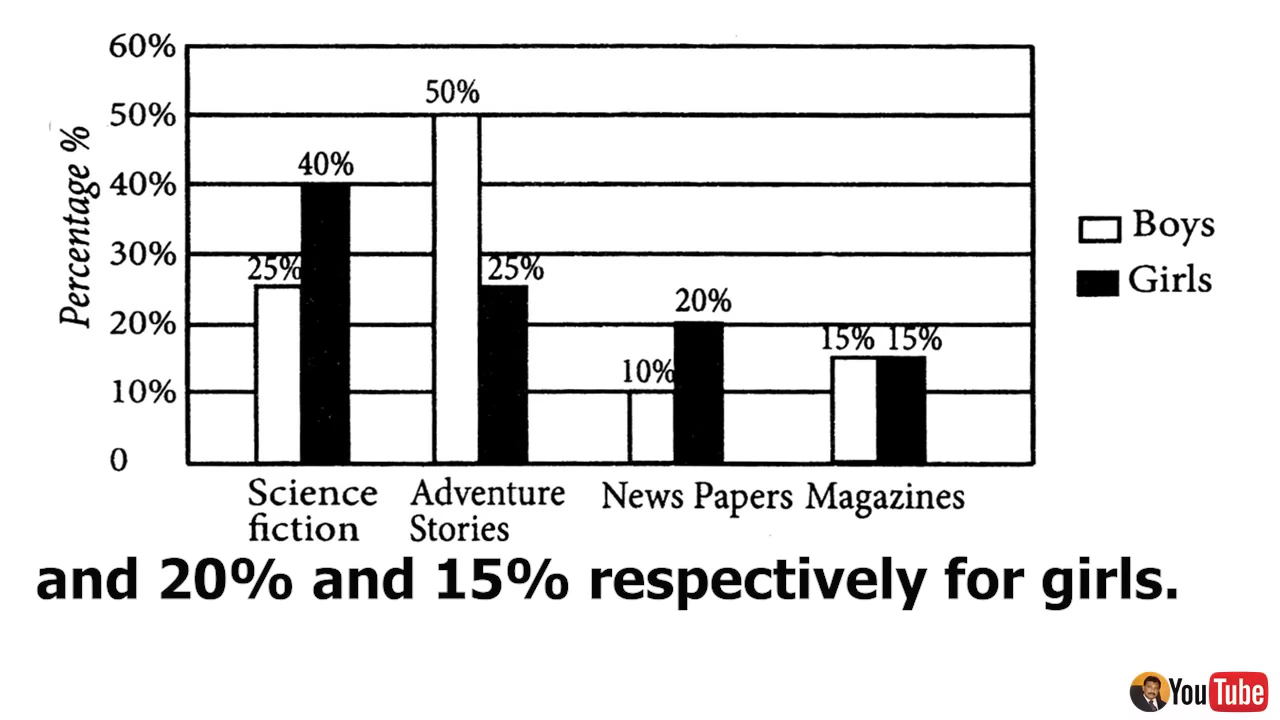 60%
50%
50%
40%
40%
30%
25%
25%
20%
20%
15% 15%
10%
10%
0
Percentage %
Boys
Girls
Science fiction
Adventure Stories
News Papers
Magazines
and 20% and 15% respectively for girls.
YouTube